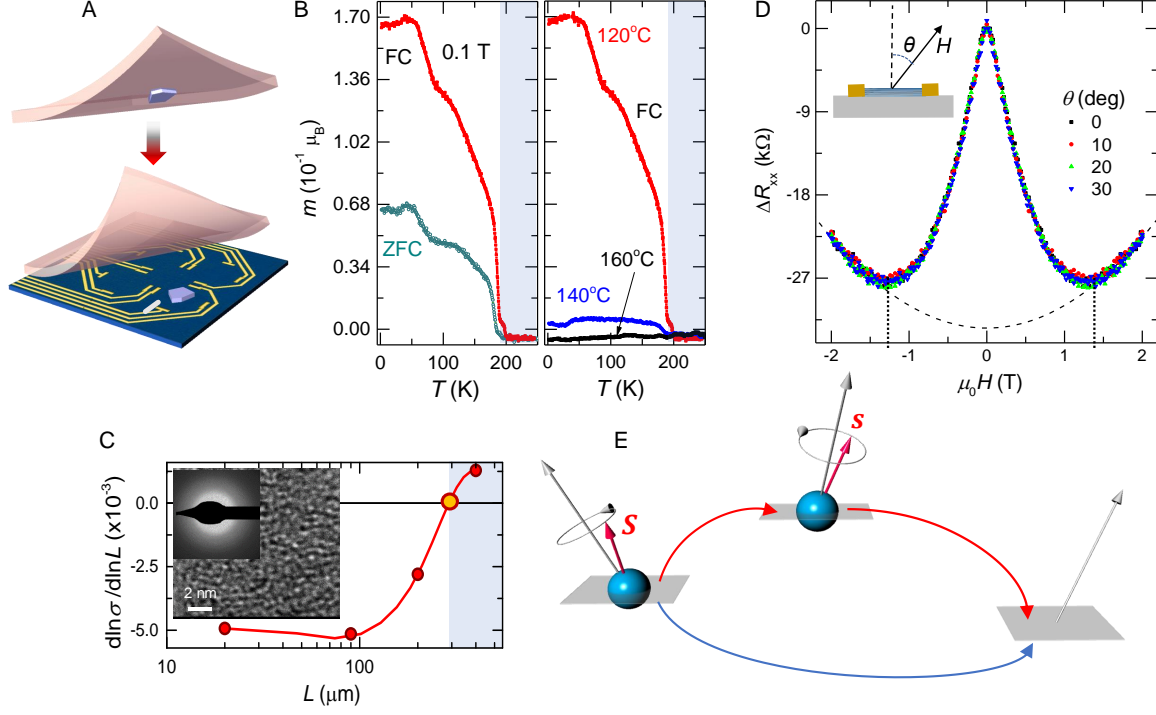 A
B
1.70
1.36
1.02
0.68
0.34
0.00
m (10⁻¹ μB)
FC
0.1 T
ZFC
0 100 200
T (K)
120°C
FC
160°C
140°C
0 100 200
T (K)
D
0
-9
-18
-27
ΔRxx (kΩ)
θ
H
θ (deg)
0
10
20
30
-2 -1 0 1 2
μ₀H (T)
C
0.0
-2.5
-5.0
dlnσ/dlnL (x10⁻³)
2 nm
10 100
L (μm)
E
S
s